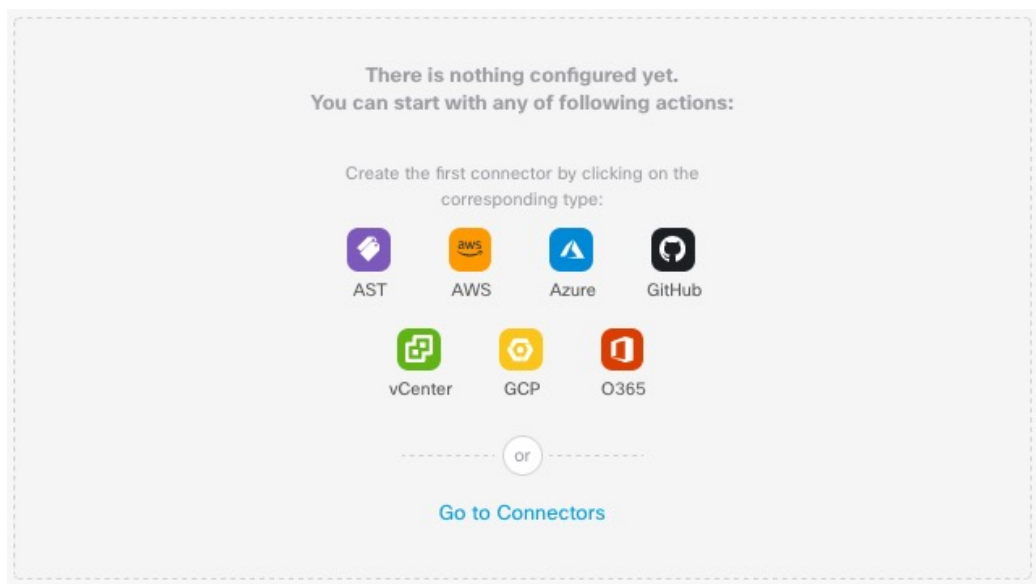 There is nothing configured yet.
You can start with any of following actions:
Create the first connector by clicking on the
corresponding type:
aws
AST AWS Azure GitHub
vCenter GCP O365
or
Go to Connectors